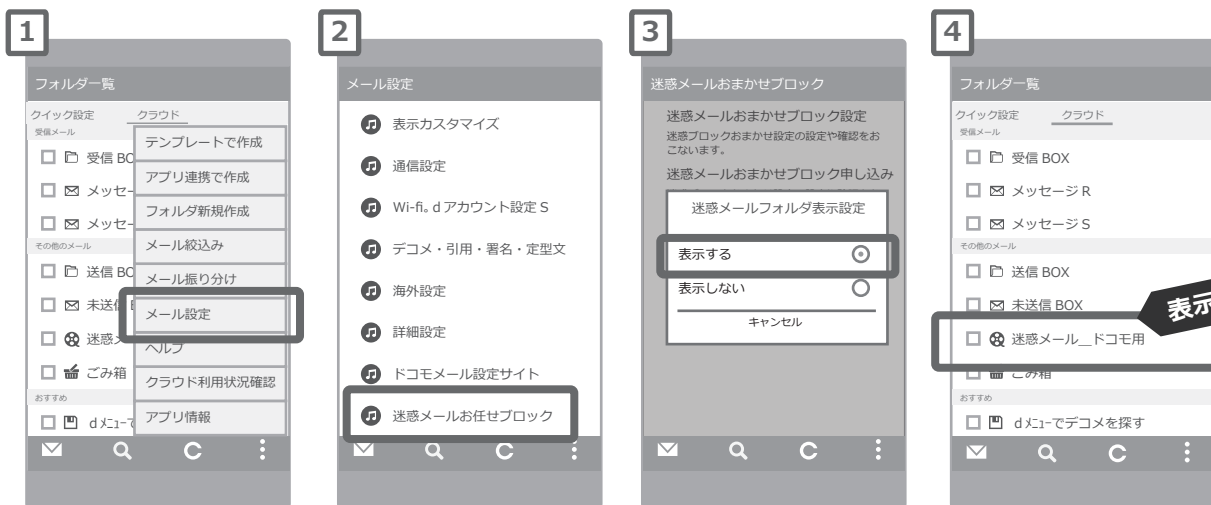 1
フォルダ一覧
クイック設定 クラウド
受信メール
受信 BO
メッセー
メッセー
その他のメール
送信 BO
未送信
迷惑メ
ごみ箱
おすすめ
dﾒﾆｭｰで
テンプレートで作成
アプリ連携で作成
フォルダ新規作成
メール絞込み
メール振り分け
メール設定
ヘルプ
クラウド利用状況確認
アプリ情報
2
メール設定
表示カスタマイズ
通信設定
Wi-fi。d アカウント設定 S
デコメ・引用・署名・定型文
海外設定
詳細設定
ドコモメール設定サイト
迷惑メールお任せブロック
3
迷惑メールおまかせブロック
迷惑メールおまかせブロック設定
迷惑ブロックおまかせ設定の設定や確認をお
こないます。
迷惑メールおまかせブロック申し込み
迷惑メールフォルダ表示設定
表示する
表示しない
キャンセル
4
フォルダ一覧
クイック設定 クラウド
受信メール
受信 BOX
メッセージ R
メッセージ S
その他のメール
送信 BOX
未送信 BOX
表示
迷惑メール__ドコモ用
ごみ箱
おすすめ
dﾒﾆｭｰでデコメを探す